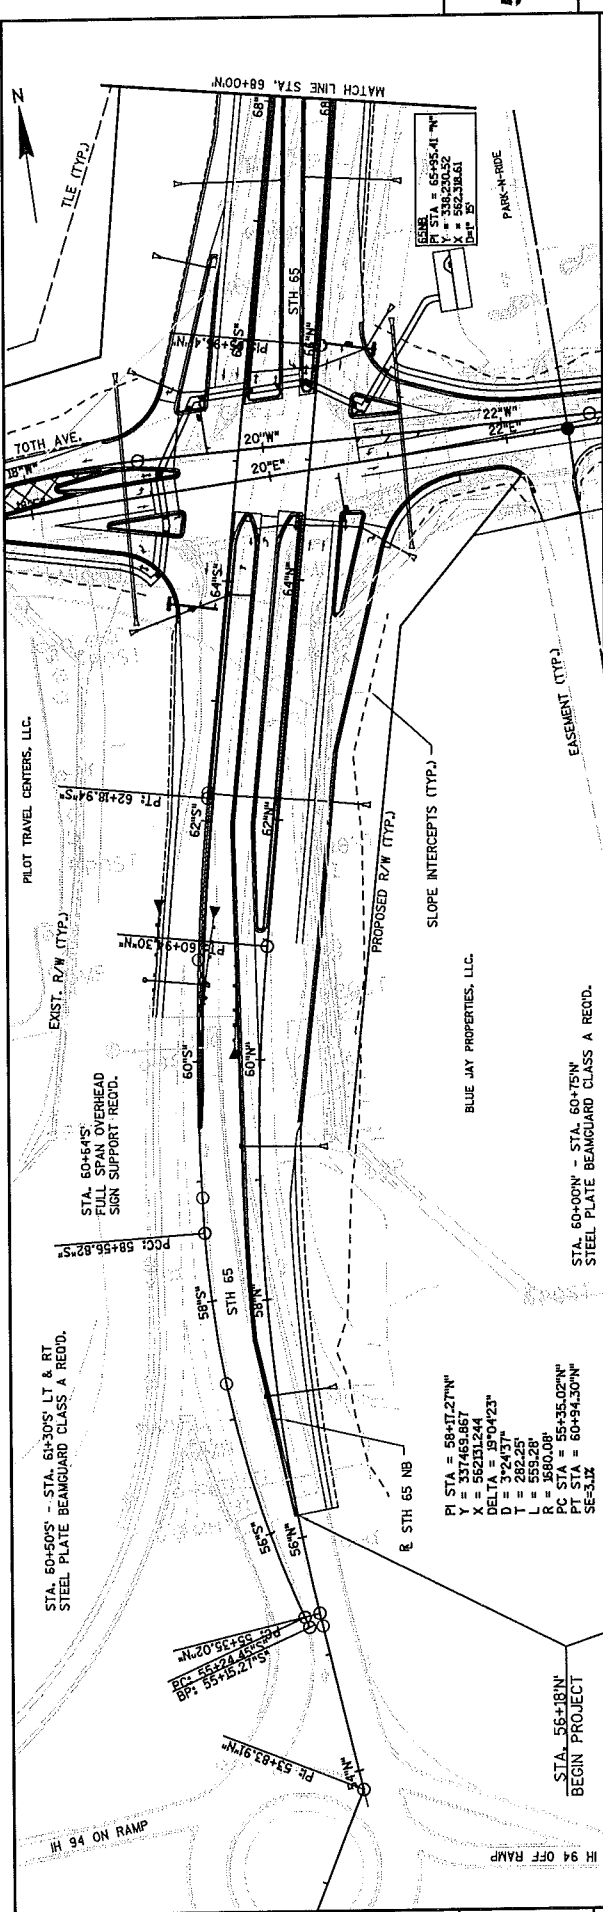 MATCH LINE STA. 68+00'N'
N
TLE (TYP.)
68"
68
65NB
PI STA = 65+95.41 "N"
Y = 338,230.52
X = 562,318.61
D=1° 15'
PARK-N-RIDE
STH 65
66"N"
70TH AVE.
18"W"
20"W"
20"E"
22"W"
22"E"
64"S"
64"N"
EASEMENT (TYP.)
PILOT TRAVEL CENTERS, LLC.
PT: 62+18.94"S"
62"S"
62"N"
SLOPE INTERCEPTS (TYP.)
PROPOSED R/W (TYP.)
EXIST. R/W (TYP.)
PT: 60+94.30"N"
BLUE JAY PROPERTIES, LLC.
60"S"
60"N"
STA. 60+64'S'
FULL SPAN OVERHEAD
SIGN SUPPORT REQ'D.
STA. 60+00'N' - STA. 60+75'N'
STEEL PLATE BEAMGUARD CLASS A REQ'D.
PCC: 58+56.82"S"
58"S"
STH 65
58"N"
STA. 60+50'S' - STA. 61+30'S' LT & RT
STEEL PLATE BEAMGUARD CLASS A REQ'D.
56"S"
56"N"
R STH 65 NB
PI STA = 58+17.27"N"
Y = 337469.867
X = 562131.244
DELTA = 19°04'23"
D = 3°24'37"
T = 282.25'
L = 559.28'
R = 1680.08'
PC STA = 55+35.02"N"
PT STA = 60+94.30"N"
SE=3.1%
PC: 55+35.02"N"
PC: 55+24.45"S"
BP: 55+15.27"S"
PI: 53+83.91"N"
54"N"
STA. 56+18'N'
BEGIN PROJECT
IH 94 ON RAMP
IH 94 OFF RAMP